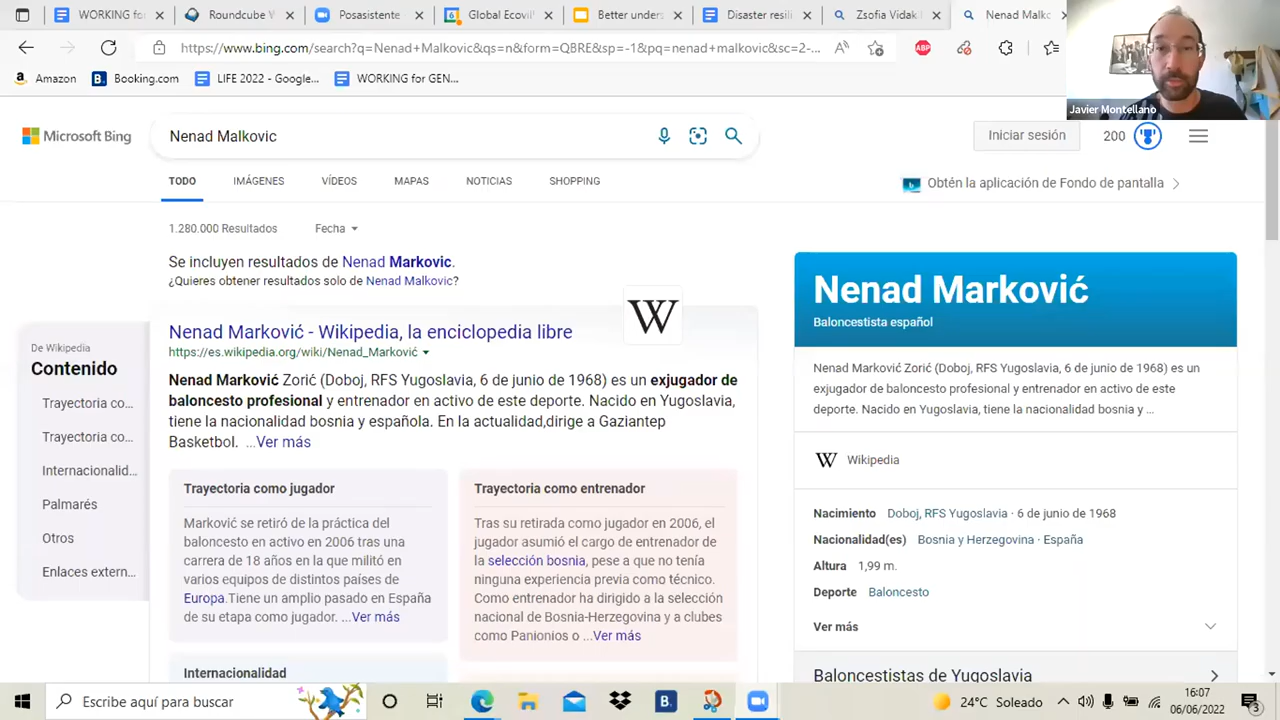 WORKING for
Roundcube W
Posasistente
Global Ecovil
Better unders
Disaster resili
Zsofia Vidak
Nenad Malko
https://www.bing.com/search?q=Nenad+Malkovic&qs=n&form=QBRE&sp=-1&pq=nenad+malkovic&sc=2-...
ABP
Amazon
Booking.com
LIFE 2022 - Google...
WORKING for GEN...
Javier Montellano
Microsoft Bing
Nenad Malkovic
Iniciar sesión
200
TODO
IMÁGENES
VÍDEOS
MAPAS
NOTICIAS
SHOPPING
Obtén la aplicación de Fondo de pantalla
1.280.000 Resultados
Fecha
Se incluyen resultados de Nenad Markovic.
¿Quieres obtener resultados solo de Nenad Malkovic?
De Wikipedia
Contenido
Trayectoria co...
Trayectoria co...
Internacionalid...
Palmarés
Otros
Enlaces extern...
W
Nenad Marković - Wikipedia, la enciclopedia libre
https://es.wikipedia.org/wiki/Nenad_Marković
Nenad Marković Zorić (Doboj, RFS Yugoslavia, 6 de junio de 1968) es un exjugador de
baloncesto profesional y entrenador en activo de este deporte. Nacido en Yugoslavia,
tiene la nacionalidad bosnia y española. En la actualidad,dirige a Gaziantep
Basketbol. ...Ver más
Trayectoria como jugador
Marković se retiró de la práctica del
baloncesto en activo en 2006 tras una
carrera de 18 años en la que militó en
varios equipos de distintos países de
Europa.Tiene un amplio pasado en España
de su etapa como jugador. ...Ver más
Trayectoria como entrenador
Tras su retirada como jugador en 2006, el
jugador asumió el cargo de entrenador de
la selección bosnia, pese a que no tenía
ninguna experiencia previa como técnico.
Como entrenador ha dirigido a la selección
nacional de Bosnia-Herzegovina y a clubes
como Panionios o ...Ver más
Internacionalidad
Nenad Marković
Baloncestista español
Nenad Marković Zorić (Doboj, RFS Yugoslavia, 6 de junio de 1968) es un
exjugador de baloncesto profesional y entrenador en activo de este
deporte. Nacido en Yugoslavia, tiene la nacionalidad bosnia y ...
W Wikipedia
Nacimiento Doboj, RFS Yugoslavia · 6 de junio de 1968
Nacionalidad(es) Bosnia y Herzegovina · España
Altura 1,99 m.
Deporte Baloncesto
Ver más
Baloncestistas de Yugoslavia
Escribe aquí para buscar
B.
24°C Soleado
16:07
06/06/2022
3